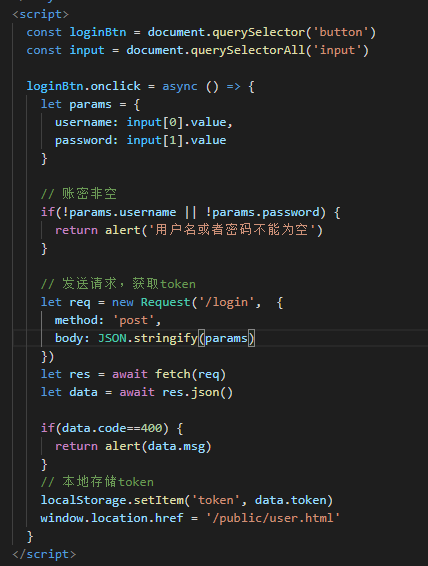 <script>
const loginBtn = document.querySelector('button')
const input = document.querySelectorAll('input')
loginBtn.onclick = async () => {
let params = {
username: input[0].value,
password: input[1].value
}
// 账密非空
if(!params.username || !params.password) {
return alert('用户名或者密码不能为空')
}
// 发送请求，获取token
let req = new Request('/login',  {
method: 'post',
body: JSON.stringify(params)
})
let res = await fetch(req)
let data = await res.json()
if(data.code==400) {
return alert(data.msg)
}
// 本地存储token
localStorage.setItem('token', data.token)
window.location.href = '/public/user.html'
}
</script>